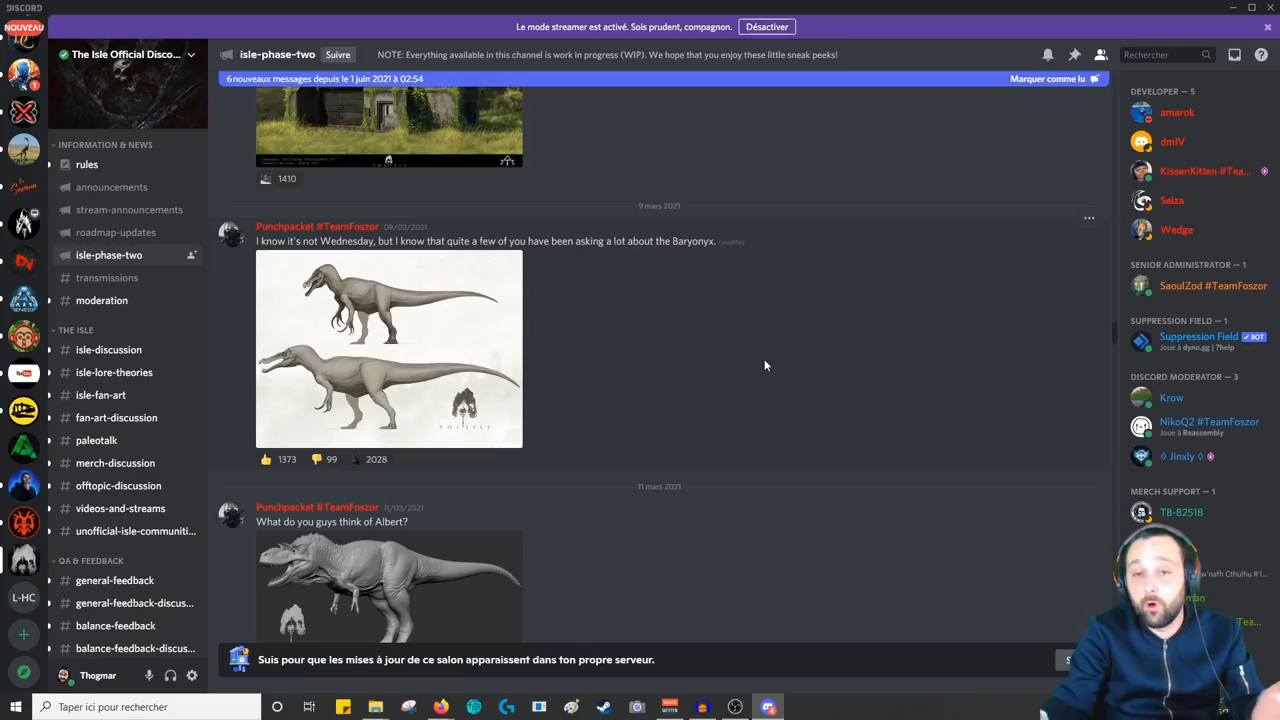 DISCORD
NOUVEAU
Le mode streamer est activé. Sois prudent, compagnon.
Désactiver
The Isle Official Disco...
isle-phase-two
Suivre
NOTE: Everything available in this channel is work in progress (WIP). We hope that you enjoy these little sneak peeks!
Rechercher
6 nouveaux messages depuis le 1 juin 2021 à 02:54
Marquer comme lu
INFORMATION & NEWS
rules
announcements
stream-announcements
roadmap-updates
isle-phase-two
transmissions
moderation
THE ISLE
isle-discussion
isle-lore-theories
isle-fan-art
fan-art-discussion
paleotalk
merch-discussion
offtopic-discussion
videos-and-streams
unofficial-isle-communiti...
QA & FEEDBACK
general-feedback
general-feedback-discus...
balance-feedback
balance-feedback-discus...
L-HC
Thogmar
1410
9 mars 2021
Punchpacket #TeamFoszor 09/03/2021
I know it's not Wednesday, but I know that quite a few of you have been asking a lot about the Baryonyx. (modifié)
THE ISLE
1373
99
2028
11 mars 2021
Punchpacket #TeamFoszor 11/03/2021
What do you guys think of Albert?
Suis pour que les mises à jour de ce salon apparaissent dans ton propre serveur.
DEVELOPER — 5
amarok
dmIV
KissenKitten #Tea...
Seiza
Wedge
SENIOR ADMINISTRATOR — 1
SaoulZod #TeamFoszor
SUPPRESSION FIELD — 1
Suppression Field
BOT
Joue à dyno.gg | ?help
DISCORD MODERATOR — 3
Krow
NikoQ2 #TeamFoszor
Joue à Reassembly
◊ Jinxly ◊
MERCH SUPPORT — 1
TB-82518
Taper ici pour rechercher